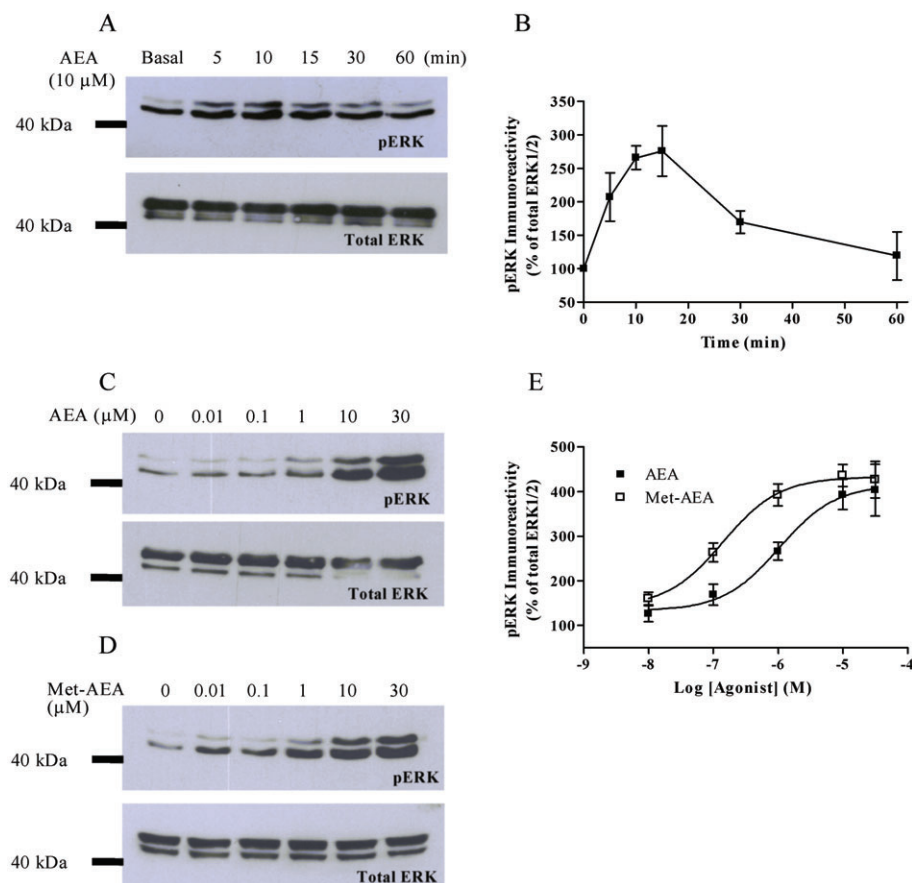 A
AEA
(10 µM)
Basal 5 10 15 30 60 (min)
40 kDa
pERK
40 kDa
Total ERK
B
pERK Immunoreactivity
(% of total ERK1/2)
350
300
250
200
150
100
50
0 10 20 30 40 50 60
Time (min)
C
AEA (µM) 0 0.01 0.1 1 10 30
40 kDa
pERK
40 kDa
Total ERK
D
Met-AEA
(µM)
0 0.01 0.1 1 10 30
40 kDa
pERK
40 kDa
Total ERK
E
pERK Immunoreactivity
(% of total ERK1/2)
500
400
300
200
100
AEA
Met-AEA
-9 -8 -7 -6 -5 -4
Log [Agonist] (M)